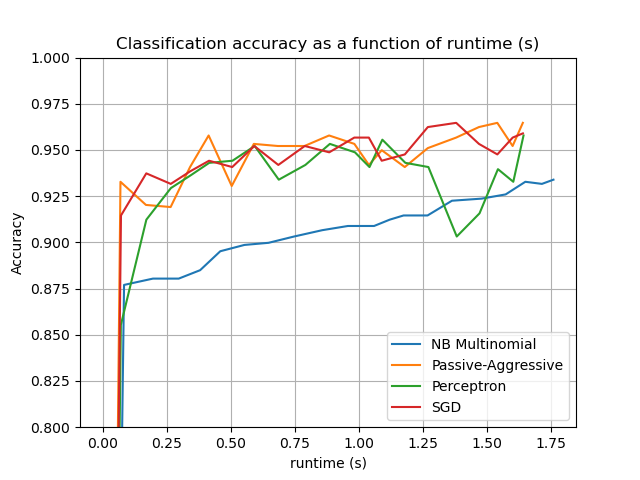 Classification accuracy as a function of runtime (s)
1.000
0.975
0.950
0.925
0.900
0.875
0.850
0.825
0.800
Accuracy
NB Multinomial
Passive-Aggressive
Perceptron
SGD
0.00 0.25 0.50 0.75 1.00 1.25 1.50 1.75
runtime (s)